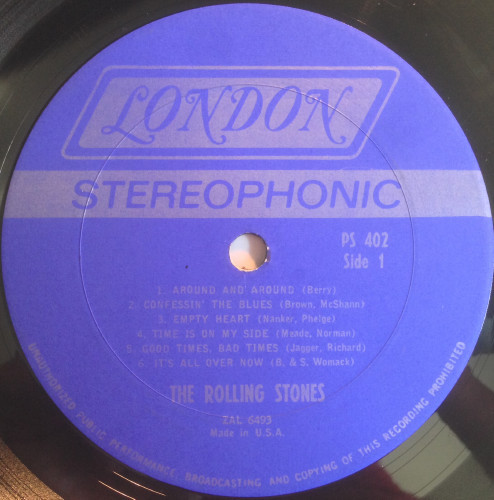 LONDON
STEREOPHONIC
PS 402
Side 1
1. AROUND AND AROUND (Berry)
2. CONFESSIN' THE BLUES (Brown, McShann)
3. EMPTY HEART (Nanker, Phelge)
4. TIME IS ON MY SIDE (Meade, Norman)
5. GOOD TIMES, BAD TIMES (Jagger, Richard)
6. IT'S ALL OVER NOW (B. & S. Womack)
THE ROLLING STONES
ZAL 6493
Made in U.S.A.
UNAUTHORIZED PUBLIC PERFORMANCE, BROADCASTING AND COPYING OF THIS RECORDING PROHIBITED